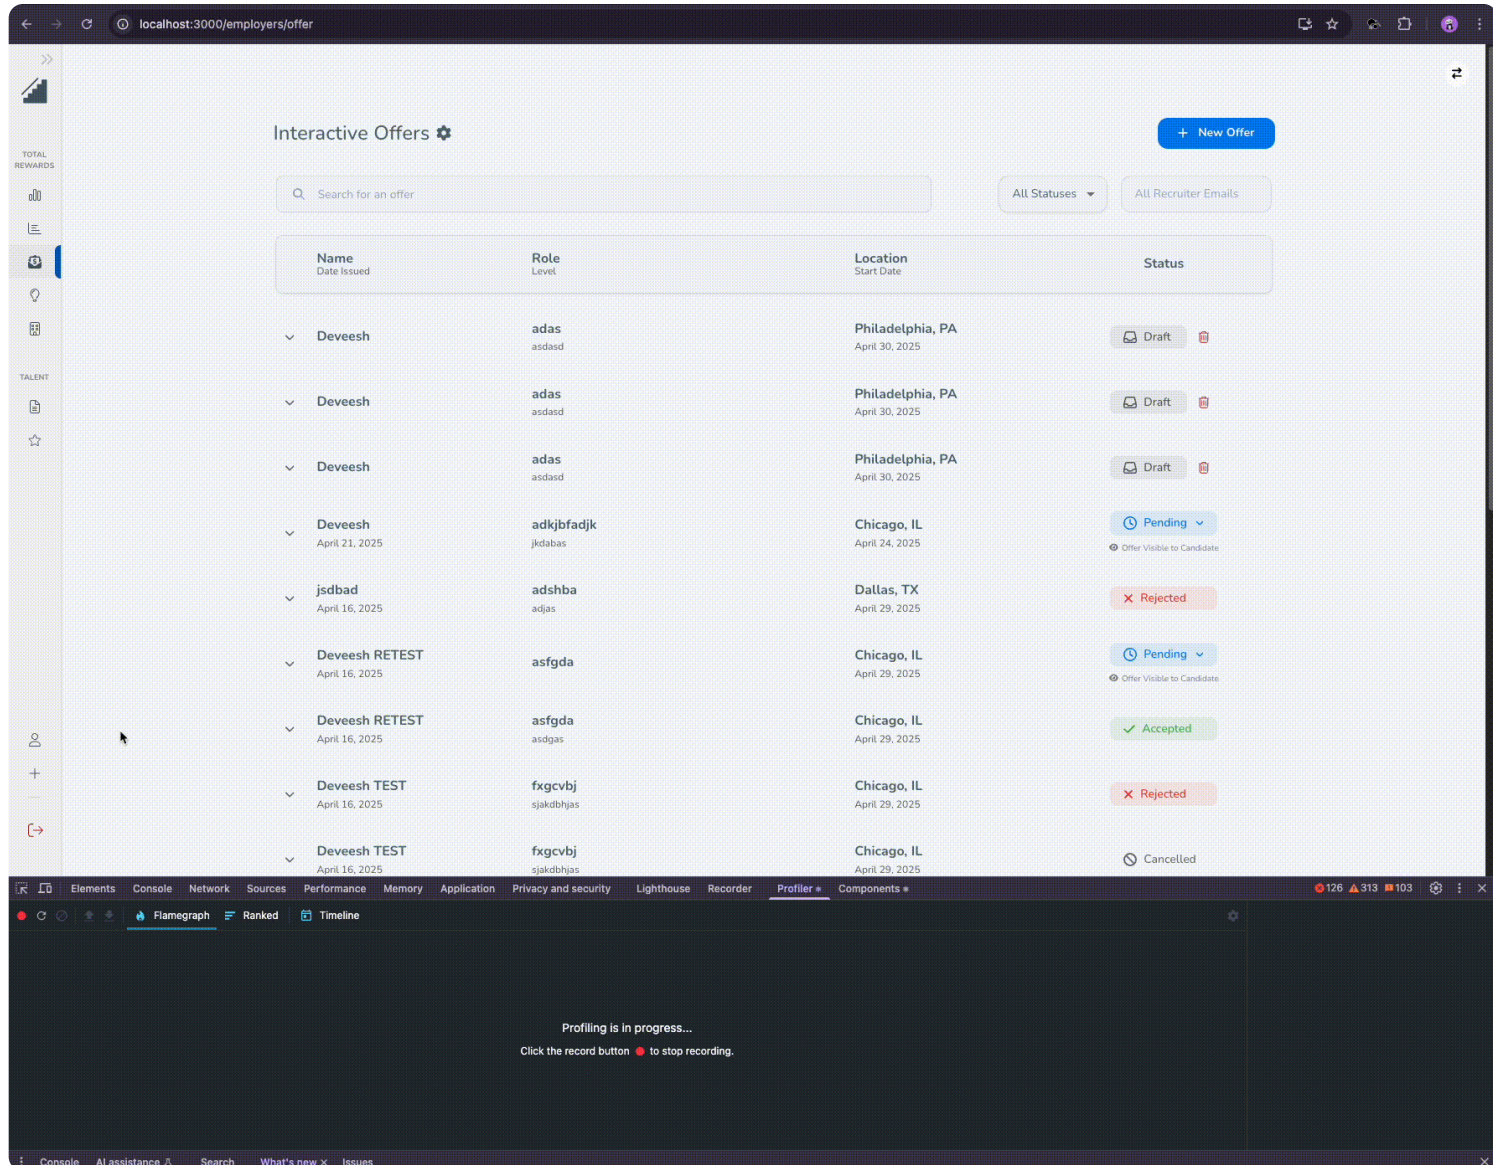 localhost:3000/employers/offer
TOTAL
REWARDS
TALENT
Interactive Offers
+ New Offer
Search for an offer
All Statuses
All Recruiter Emails
Name
Date Issued
Role
Level
Location
Start Date
Status
Deveesh
adas
asdasd
Philadelphia, PA
April 30, 2025
Draft
Deveesh
adas
asdasd
Philadelphia, PA
April 30, 2025
Draft
Deveesh
adas
asdasd
Philadelphia, PA
April 30, 2025
Draft
Deveesh
April 21, 2025
adkjbfadjk
jkdabas
Chicago, IL
April 24, 2025
Pending
Offer Visible to Candidate
jsdbad
April 16, 2025
adshba
adjas
Dallas, TX
April 29, 2025
Rejected
Deveesh RETEST
April 16, 2025
asfgda
Chicago, IL
April 29, 2025
Pending
Offer Visible to Candidate
Deveesh RETEST
April 16, 2025
asfgda
asdgas
Chicago, IL
April 29, 2025
Accepted
Deveesh TEST
April 16, 2025
fxgcvbj
sjakdbhjas
Chicago, IL
April 29, 2025
Rejected
Deveesh TEST
April 16, 2025
fxgcvbj
sjakdbhjas
Chicago, IL
April 29, 2025
Cancelled
Elements Console Network Sources Performance Memory Application Privacy and security Lighthouse Recorder Profiler Components 126 313 103
Flamegraph Ranked Timeline
Profiling is in progress...
Click the record button to stop recording.
Console AI assistance Search What's new Issues